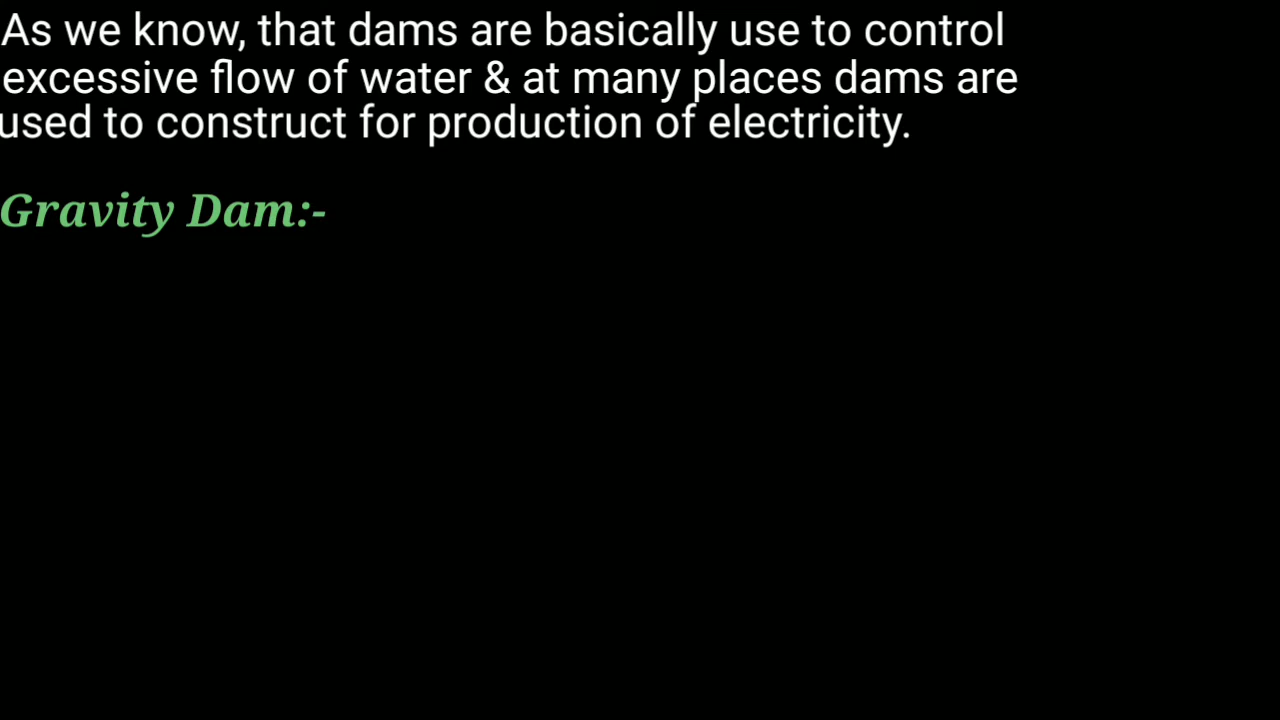 As we know, that dams are basically use to control
excessive flow of water & at many places dams are
used to construct for production of electricity.
Gravity Dam:-